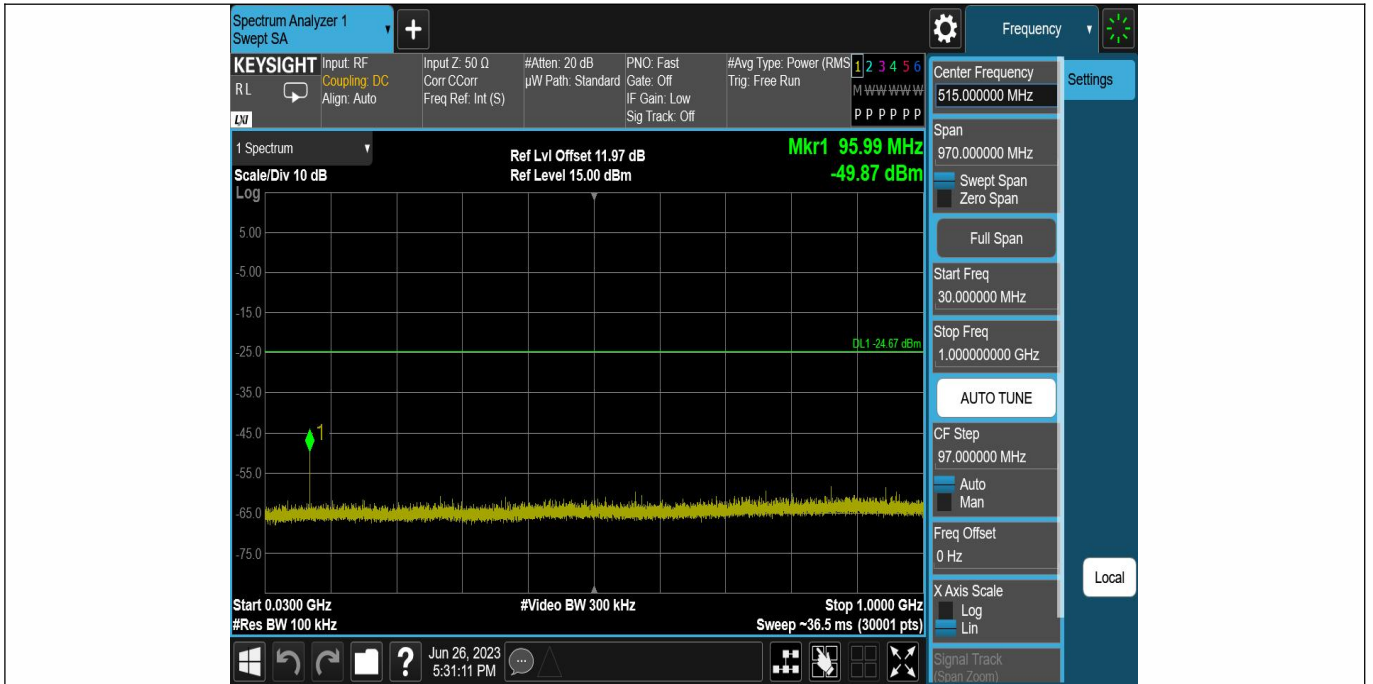 Spectrum Analyzer 1
Swept SA
+
Frequency
KEYSIGHT
RL
LXI
Input: RF
Coupling: DC
Align: Auto
Input Z: 50 Ω
Corr CCorr
Freq Ref: Int (S)
#Atten: 20 dB
µW Path: Standard
PNO: Fast
Gate: Off
IF Gain: Low
Sig Track: Off
#Avg Type: Power (RMS
Trig: Free Run
1 2 3 4 5 6
M W W W W W
P P P P P P
1 Spectrum
Scale/Div 10 dB
Ref Lvl Offset 11.97 dB
Ref Level 15.00 dBm
Mkr1 95.99 MHz
-49.87 dBm
Log
5.00
-5.00
-15.0
-25.0
DL1 -24.67 dBm
-35.0
-45.0
1
-55.0
-65.0
-75.0
Start 0.0300 GHz
#Res BW 100 kHz
#Video BW 300 kHz
Stop 1.0000 GHz
Sweep ~36.5 ms (30001 pts)
?
Jun 26, 2023
5:31:11 PM
Center Frequency
515.000000 MHz
Settings
Span
970.000000 MHz
Swept Span
Zero Span
Full Span
Start Freq
30.000000 MHz
Stop Freq
1.000000000 GHz
AUTO TUNE
CF Step
97.000000 MHz
Auto
Man
Freq Offset
0 Hz
X Axis Scale
Log
Lin
Local
Signal Track
(Span Zoom)